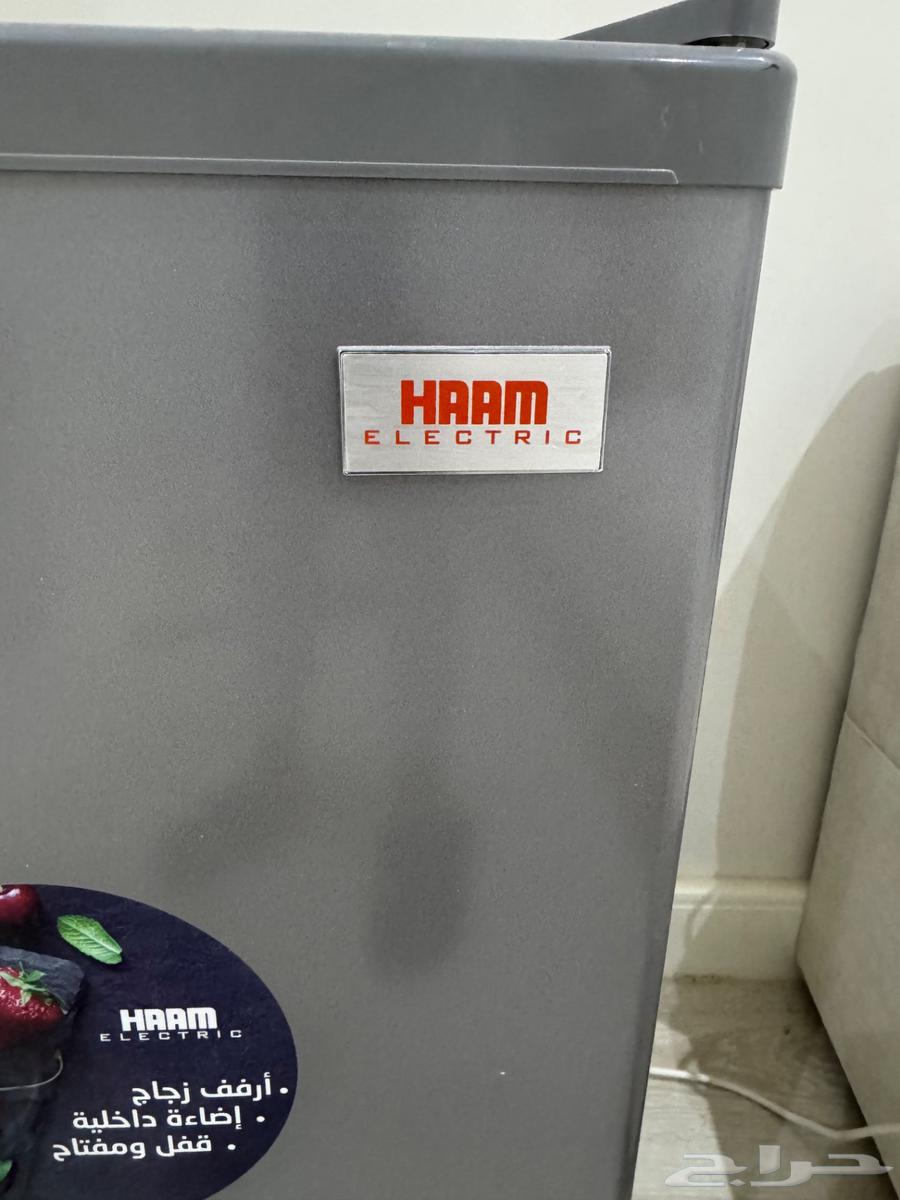 HAAM
ELECTRIC
HAAM
ELECTRIC
• أرفف زجاج
• إضاءة داخلية
• قفل ومفتاح
حراج